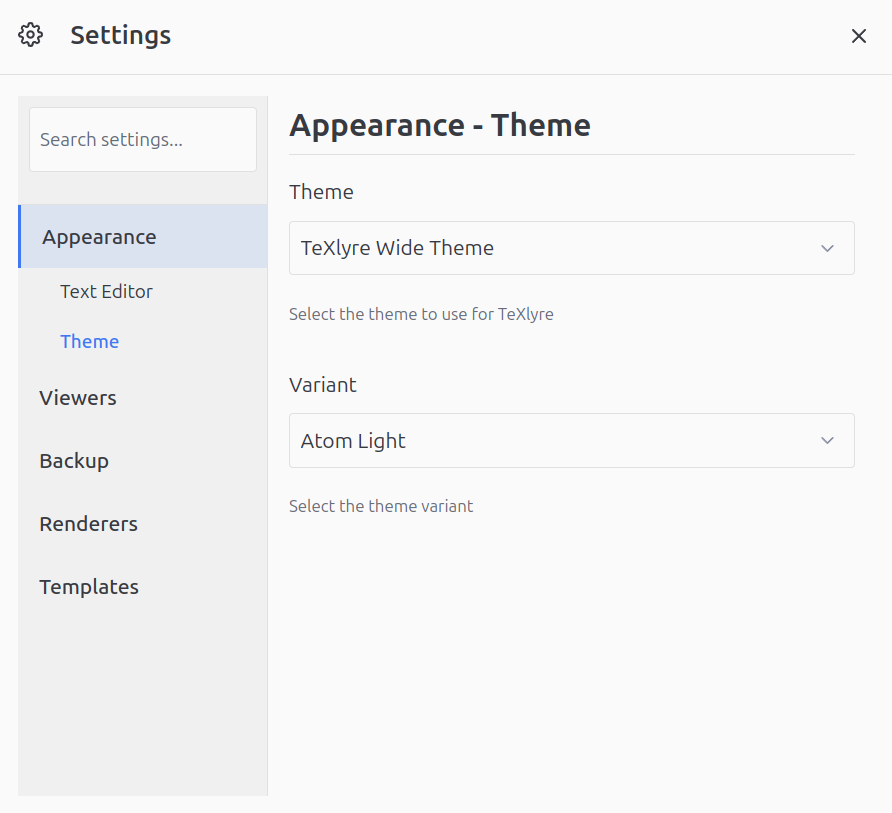 Settings
Search settings...
Appearance
Text Editor
Theme
Viewers
Backup
Renderers
Templates
Appearance - Theme
Theme
TeXlyre Wide Theme
Select the theme to use for TeXlyre
Variant
Atom Light
Select the theme variant